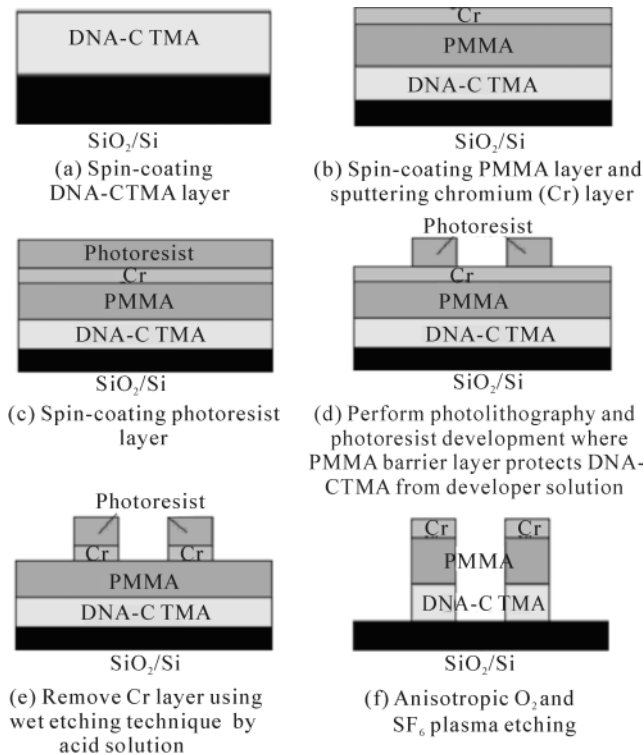 DNA-C TMA
SiO2/Si
(a) Spin-coating
DNA-CTMA layer
Cr
PMMA
DNA-C TMA
SiO2/Si
(b) Spin-coating PMMA layer and
sputtering chromium (Cr) layer
Photoresist
Cr
PMMA
DNA-C TMA
SiO2/Si
(c) Spin-coating photoresist
layer
Photoresist
Cr
PMMA
DNA-C TMA
SiO2/Si
(d) Perform photolithography and
photoresist development where
PMMA barrier layer protects DNA-
CTMA from developer solution
Photoresist
Cr Cr
PMMA
DNA-C TMA
SiO2/Si
(e) Remove Cr layer using
wet etching technique by
acid solution
Cr Cr
PMMA
DNA-C TMA
SiO2/Si
(f) Anisotropic O2 and
SF6 plasma etching